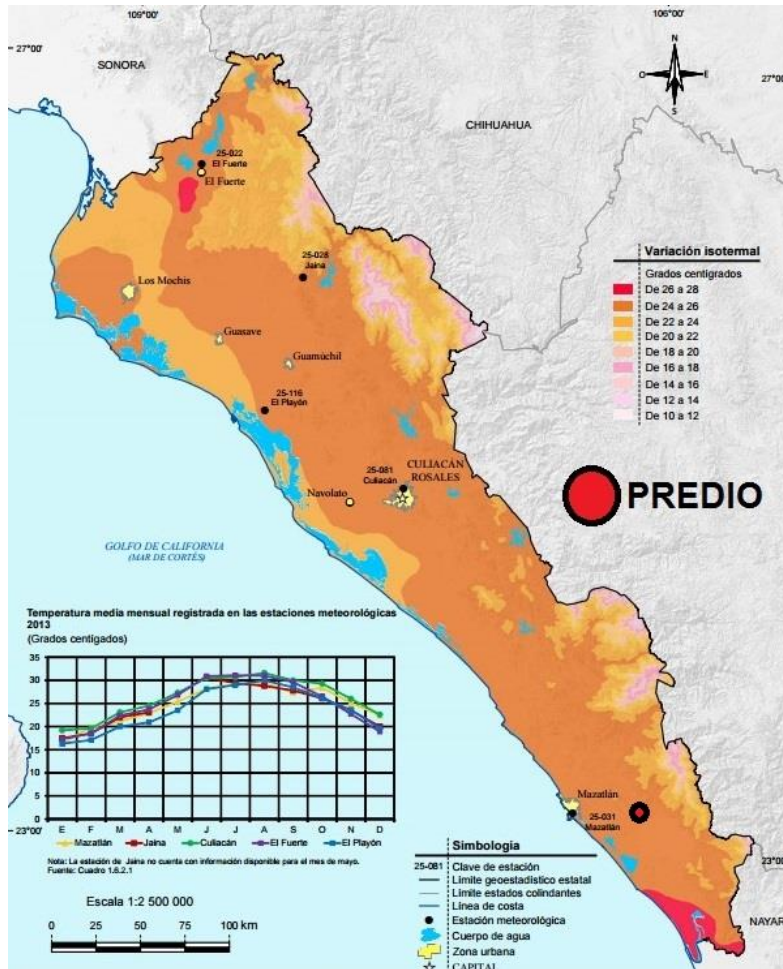 109°00'
106°00'
27°00'
27°00'
SONORA
N
O
E
S
CHIHUAHUA
25-022
El Fuerte
El Fuerte
25-028
Jaina
Variación isotermal
Grados centigrados
De 26 a 28
De 24 a 26
De 22 a 24
De 20 a 22
De 18 a 20
De 16 a 18
De 14 a 16
De 12 a 14
De 10 a 12
Los Mochis
Guasave
Guamúchil
25-116
El Playón
25-081
Culiacán
CULIACÁN
ROSALES
Navolato
PREDIO
GOLFO DE CALIFORNIA
(MAR DE CORTÉS)
Temperatura media mensual registrada en las estaciones meteorológicas
2013
(Grados centígados)
35
30
25
20
15
10
5
0
E F M A M J J A S O N D
Mazatlán Jaina Culiacán El Fuerte El Playón
Nota: La estación de Jaina no cuenta con información disponible para el mes de mayo.
Fuente: Cuadro 1.6.2.1
Mazatlán
25-031
Mazatlán
23°00'
23°00'
NAYAR
Escala 1:2 500 000
0 20 40 60 80 100 km
Simbologia
25-081 Clave de estación
Límite geoestadístico estatal
Límite estados colindantes
Línea de costa
Estación meteorológica
Cuerpo de agua
Zona urbana
CAPITAL